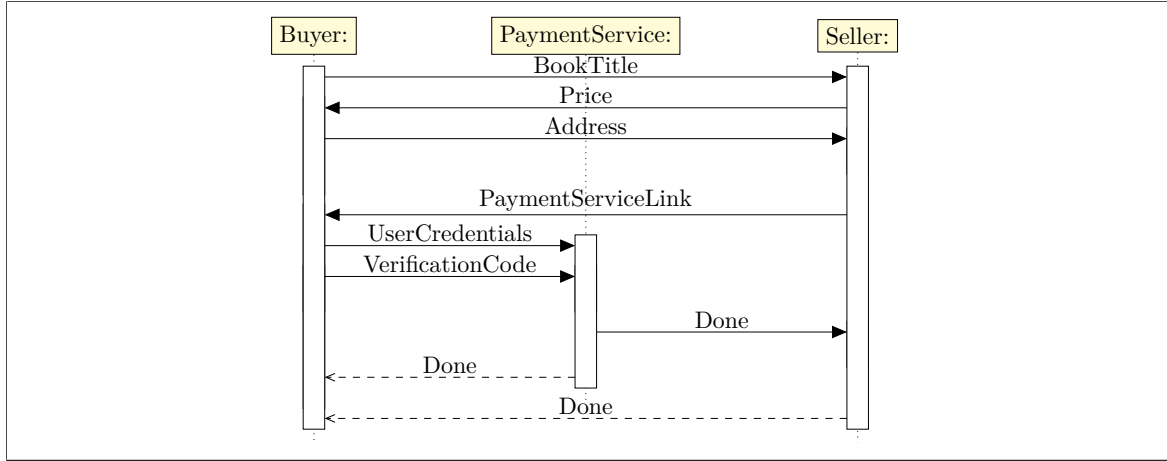 Buyer:
PaymentService:
Seller:
BookTitle
Price
Address
PaymentServiceLink
UserCredentials
VerificationCode
Done
Done
Done